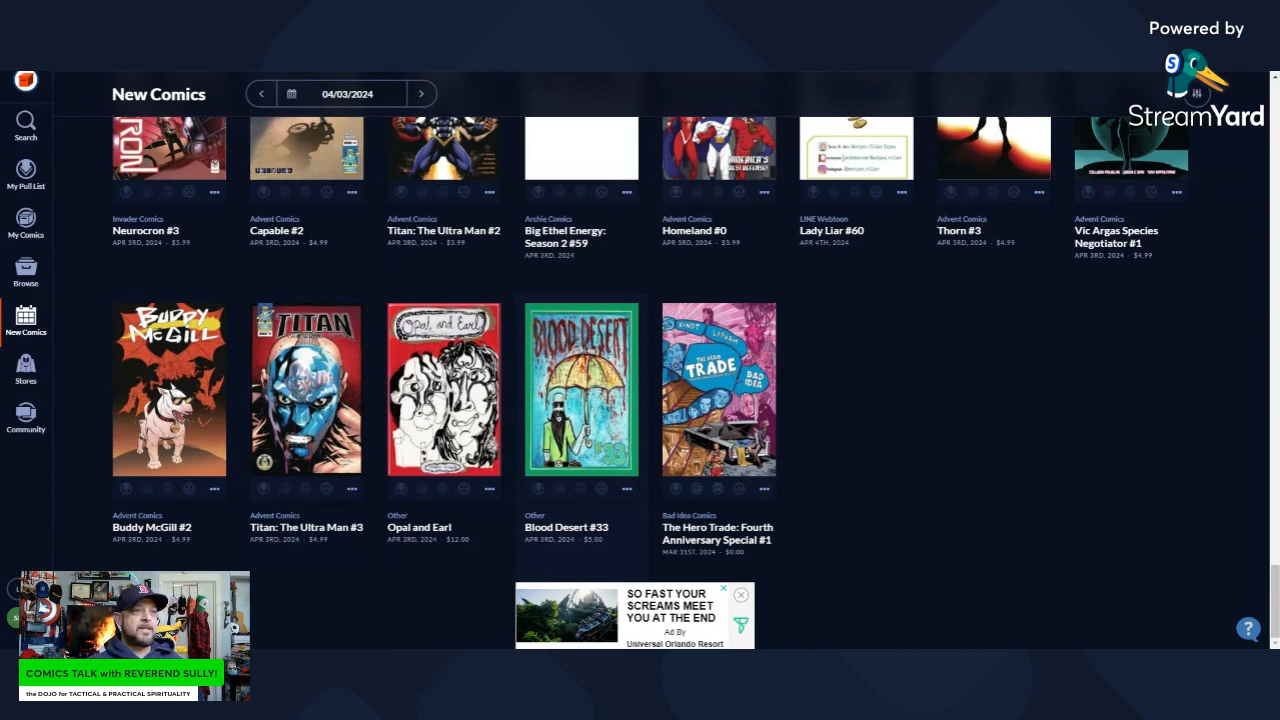 Powered by
StreamYard
New Comics
04/03/2024
Search
My Pull List
My Comics
Browse
New Comics
Stores
Community
Invader Comics
Neurocron #3
APR 3RD, 2024 · $5.99
Advent Comics
Capable #2
APR 3RD, 2024 · $4.99
Advent Comics
Titan: The Ultra Man #2
APR 3RD, 2024 · $3.99
Archie Comics
Big Ethel Energy:
Season 2 #59
APR 3RD, 2024
AMERICA'S
BEST DEFENSE!
Advent Comics
Homeland #0
APR 3RD, 2024 · $3.99
LINE Webtoon
Lady Liar #60
APR 4TH, 2024
Advent Comics
Thorn #3
APR 3RD, 2024 · $4.99
Advent Comics
Vic Argas Species
Negotiator #1
APR 3RD, 2024 · $4.99
BUDDY
McGILL
Advent Comics
Buddy McGill #2
APR 3RD, 2024 · $4.99
TITAN
Advent Comics
Titan: The Ultra Man #3
APR 3RD, 2024 · $4.99
Opal and Earl
Other
Opal and Earl
APR 3RD, 2024 · $12.00
BLOOD DESERT
#33
Other
Blood Desert #33
APR 3RD, 2024 · $5.00
KINDT LAPHAM
THE HERO
TRADE
BAD
IDEA
Bad Idea Comics
The Hero Trade: Fourth
Anniversary Special #1
MAR 31ST, 2024 · $0.00
SO FAST YOUR
SCREAMS MEET
YOU AT THE END
Ad By
Universal Orlando Resort
?
COMICS TALK with REVEREND SULLY!
the DOJO for TACTICAL & PRACTICAL SPIRITUALITY